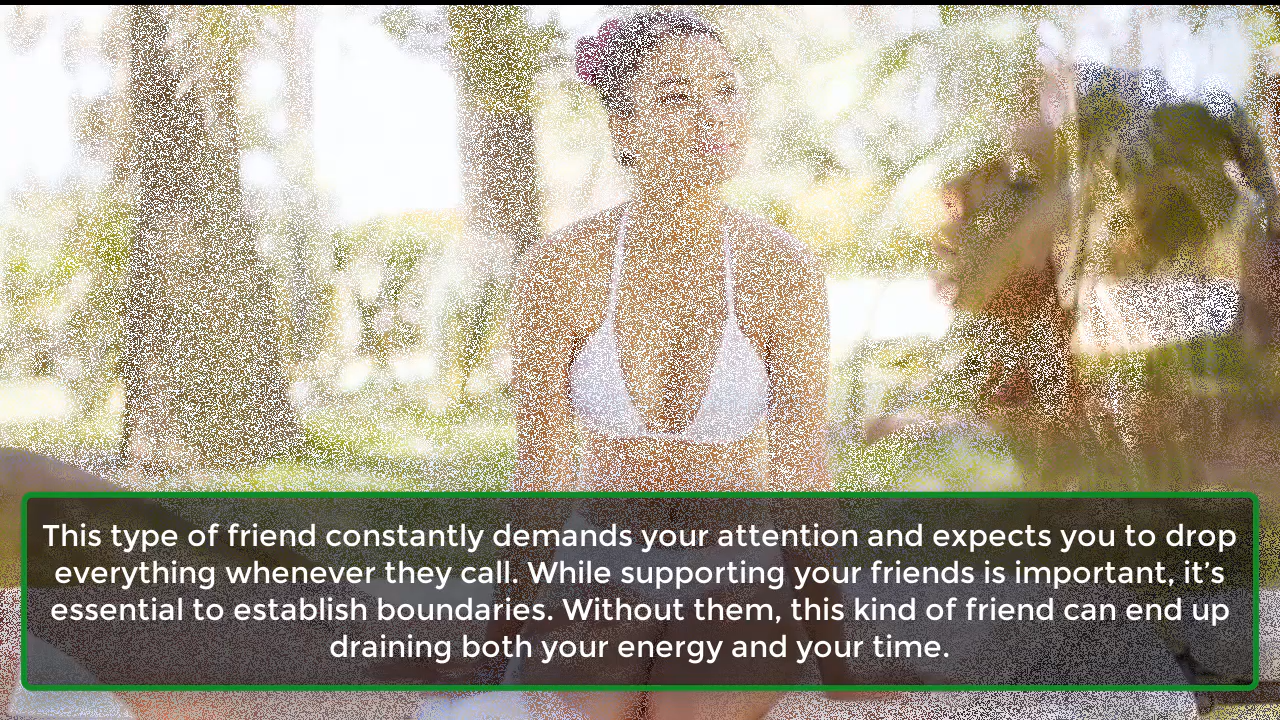 This type of friend constantly demands your attention and expects you to drop
everything whenever they call. While supporting your friends is important, it’s
essential to establish boundaries. Without them, this kind of friend can end up
draining both your energy and your time.